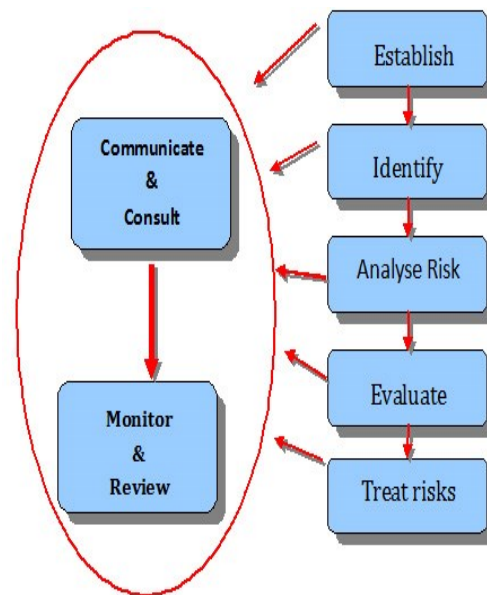 Establish
Communicate
&
Consult
Identify
Analyse Risk
Evaluate
Monitor
&
Review
Treat risks